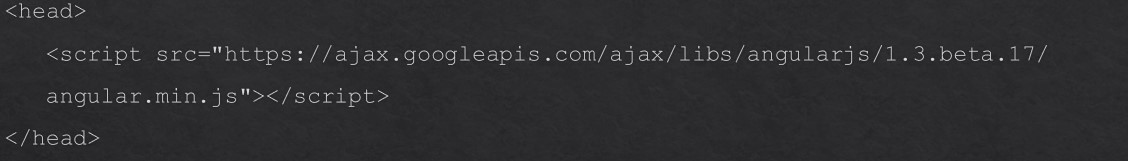 <head>
<script src="https://ajax.googleapis.com/ajax/libs/angularjs/1.3.beta.17/
angular.min.js"></script>
</head>